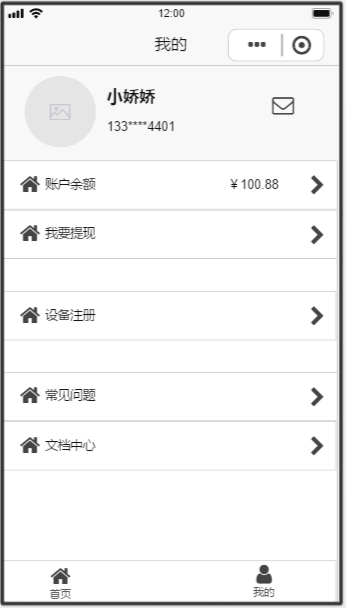 12:00
我的
小娇娇
133****4401
账户余额 ￥100.88
我要提现
设备注册
常见问题
文档中心
首页 我的